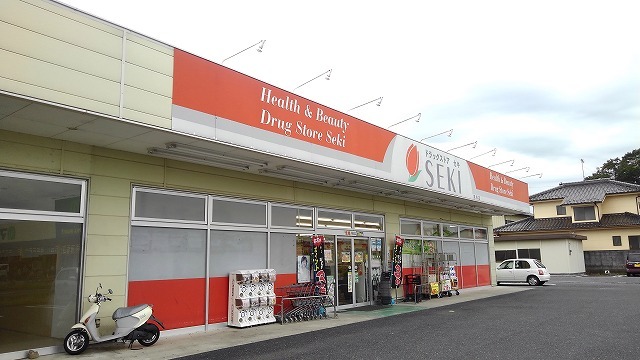 Health & Beauty
Drug Store Seki
ドラッグストア セキ
SEKI
Health & Beauty
Drug Store Seki